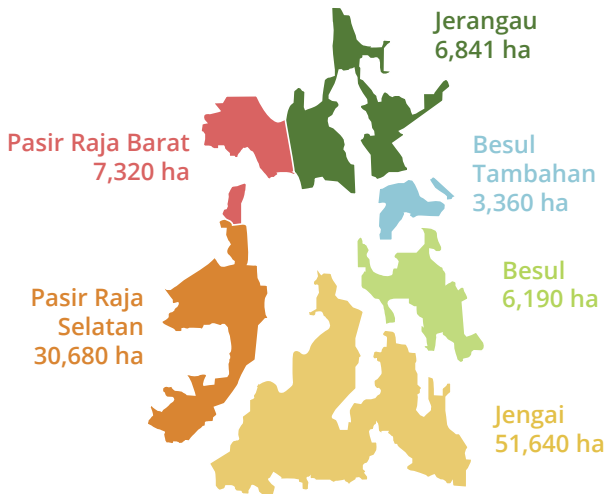 Jerangau
6,841 ha
Pasir Raja Barat
7,320 ha
Besul
Tambahan
3,360 ha
Besul
6,190 ha
Pasir Raja
Selatan
30,680 ha
Jengai
51,640 ha